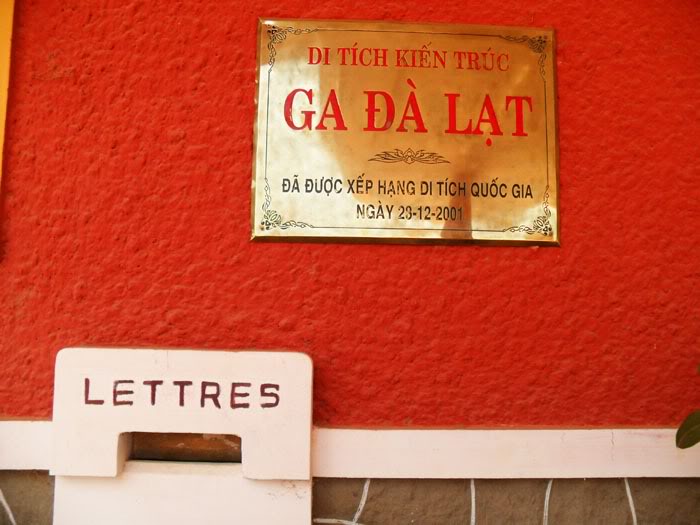 DI TÍCH KIẾN TRÚC
GA ĐÀ LẠT
ĐÃ ĐƯỢC XẾP HẠNG DI TÍCH QUỐC GIA
NGÀY 28-12-2001
LETTRES